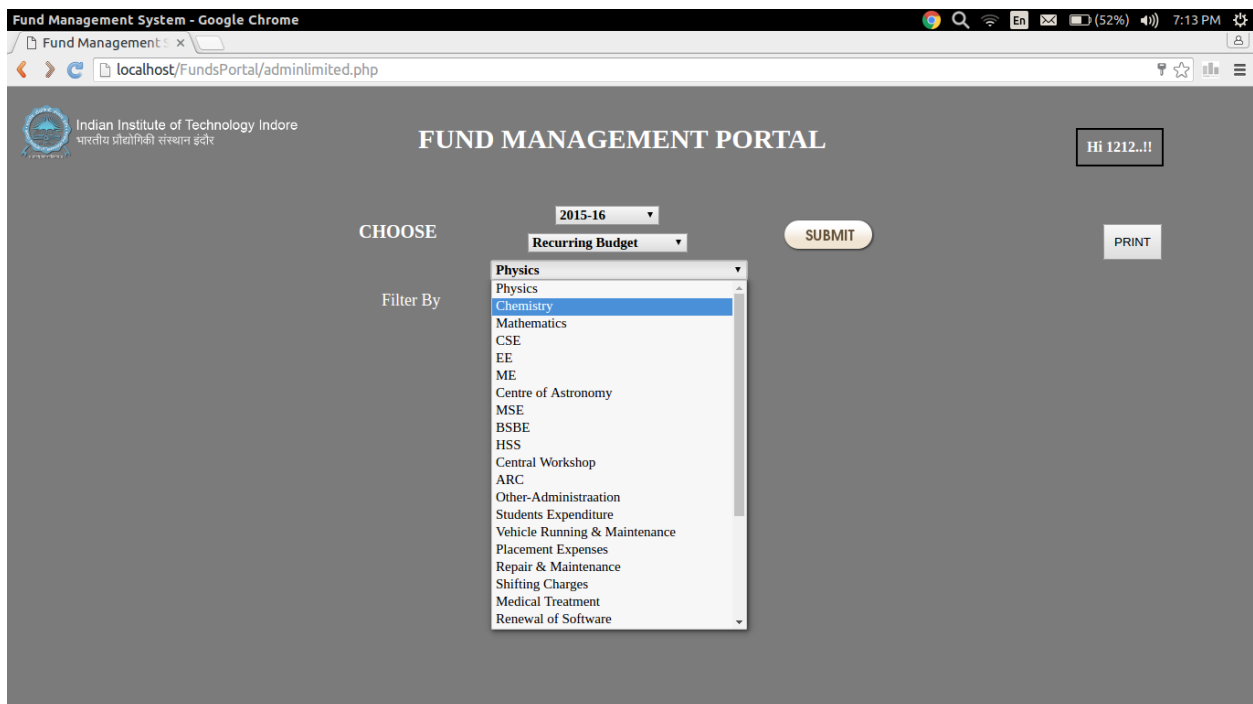 Fund Management System - Google Chrome
En (52%) 7:13 PM
Fund Management S ×
localhost/FundsPortal/adminlimited.php
Indian Institute of Technology Indore
भारतीय प्रौद्योगिकी संस्थान इंदौर
FUND MANAGEMENT PORTAL
Hi 1212..!!
CHOOSE
2015-16
Recurring Budget
SUBMIT
PRINT
Physics
Filter By
Physics
Chemistry
Mathematics
CSE
EE
ME
Centre of Astronomy
MSE
BSBE
HSS
Central Workshop
ARC
Other-Administraation
Students Expenditure
Vehicle Running & Maintenance
Placement Expenses
Repair & Maintenance
Shifting Charges
Medical Treatment
Renewal of Software